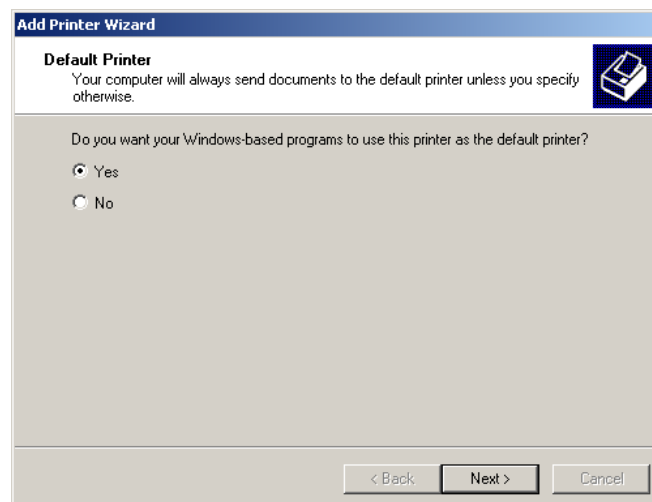 Add Printer Wizard
Default Printer
Your computer will always send documents to the default printer unless you specify
otherwise.
Do you want your Windows-based programs to use this printer as the default printer?
Yes
No
< Back
Next >
Cancel